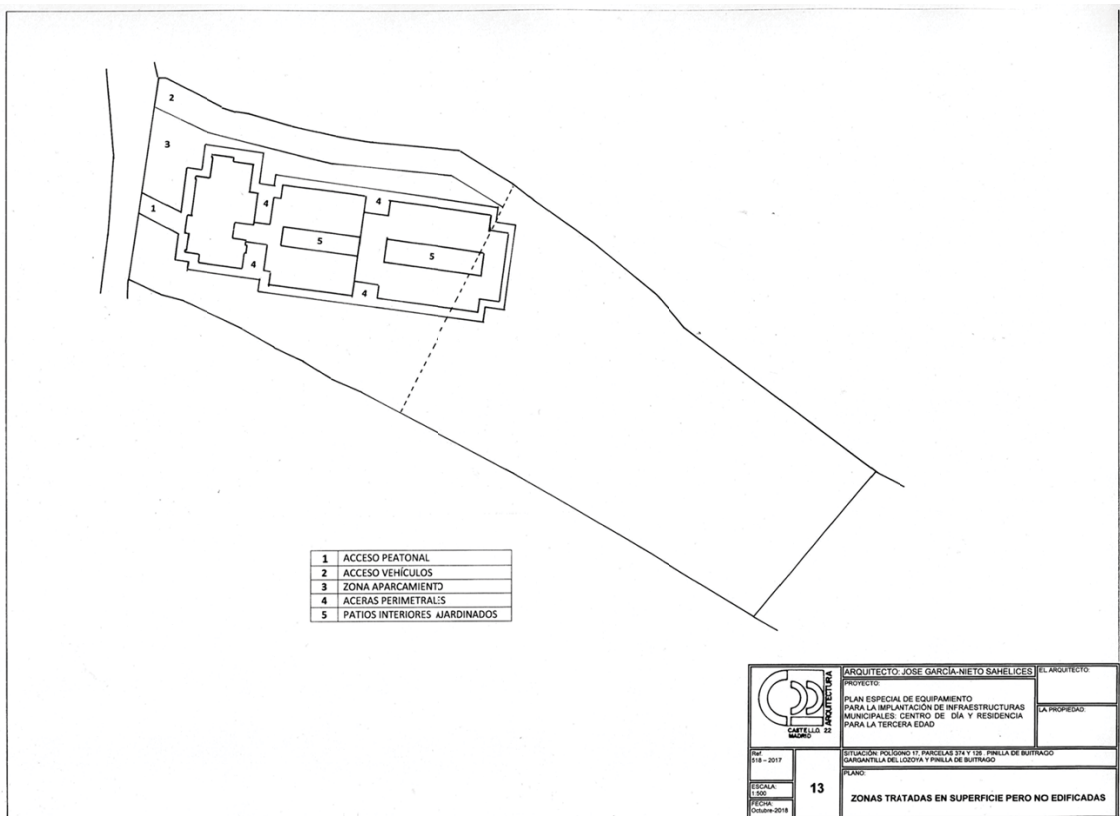 2
3
1
4
4
5
5
4
4
1 ACCESO PEATONAL
2 ACCESO VEHÍCULOS
3 ZONA APARCAMIENTO
4 ACERAS PERIMETRALES
5 PATIOS INTERIORES AJARDINADOS
ARQUITECTURA
CASTELLO, 22
MADRID
ARQUITECTO: JOSE GARCÍA-NIETO SAHELICES
EL ARQUITECTO:
PROYECTO:
PLAN ESPECIAL DE EQUIPAMIENTO
PARA LA IMPLANTACIÓN DE INFRAESTRUCTURAS
MUNICIPALES: CENTRO DE DÍA Y RESIDENCIA
PARA LA TERCERA EDAD
LA PROPIEDAD:
Ref.
518 – 2017
SITUACIÓN: POLÍGONO 17, PARCELAS 374 Y 126. PINILLA DE BUITRAGO
GARGANTILLA DEL LOZOYA Y PINILLA DE BUITRAGO
ESCALA:
1:500
13
PLANO:
ZONAS TRATADAS EN SUPERFICIE PERO NO EDIFICADAS
FECHA:
Octubre-2018